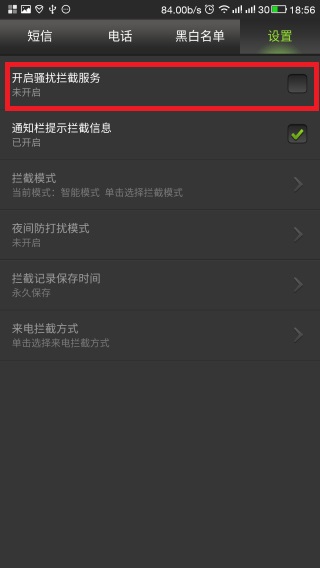 84.00b/s 30 18:56
短信 电话 黑白名单 设置
开启骚扰拦截服务
未开启
通知栏提示拦截信息
已开启
拦截模式
当前模式：智能模式 单击选择拦截模式
夜间防打扰模式
未开启
拦截记录保存时间
永久保存
来电拦截方式
单击选择来电拦截方式